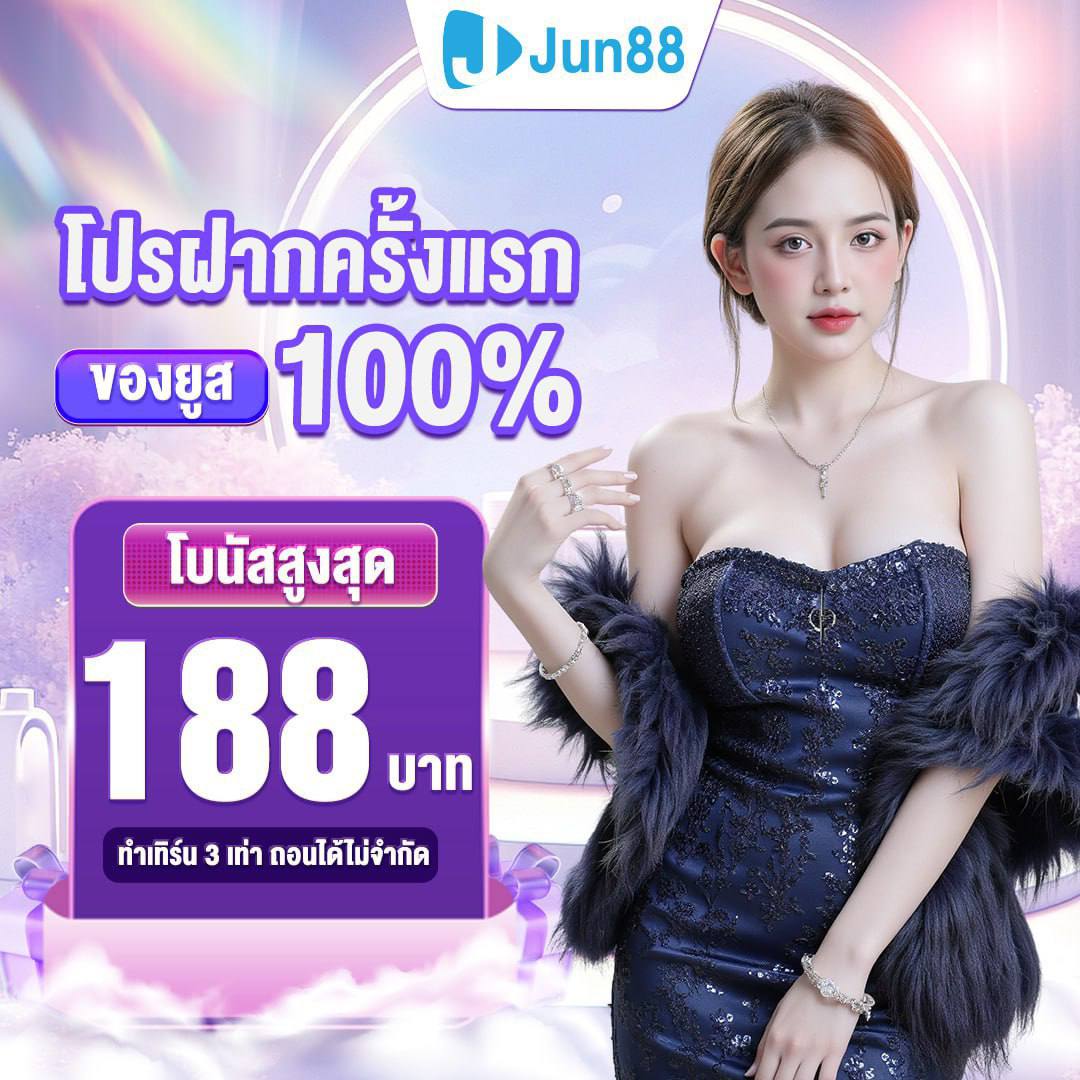 Jun88
โปรฝากครั้งแรก
ของยูส 100%
โบนัสสูงสุด
188 บาท
ทำเทิร์น 3 เท่า ถอนได้ไม่จำกัด